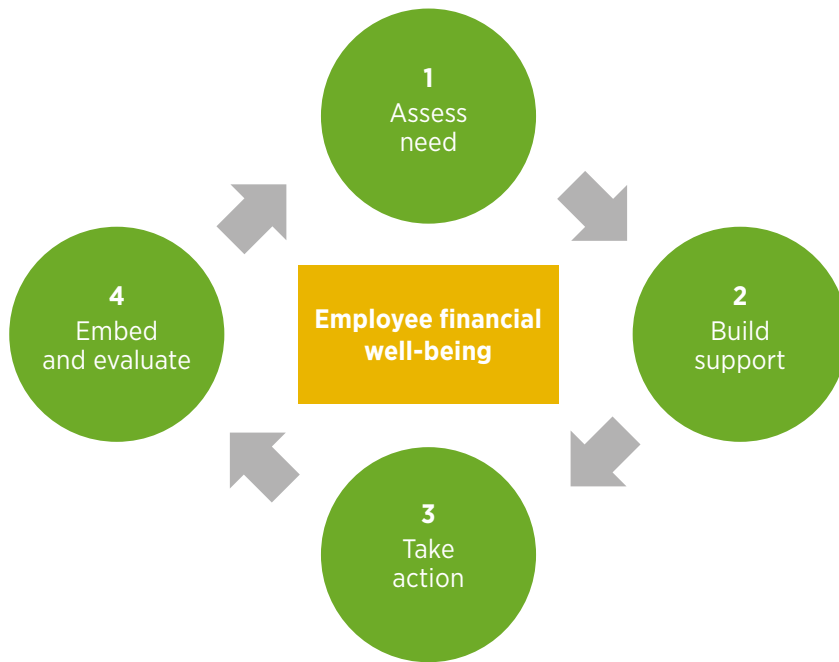 1
Assess
need
2
Build
support
3
Take
action
4
Embed
and evaluate
Employee financial
well-being